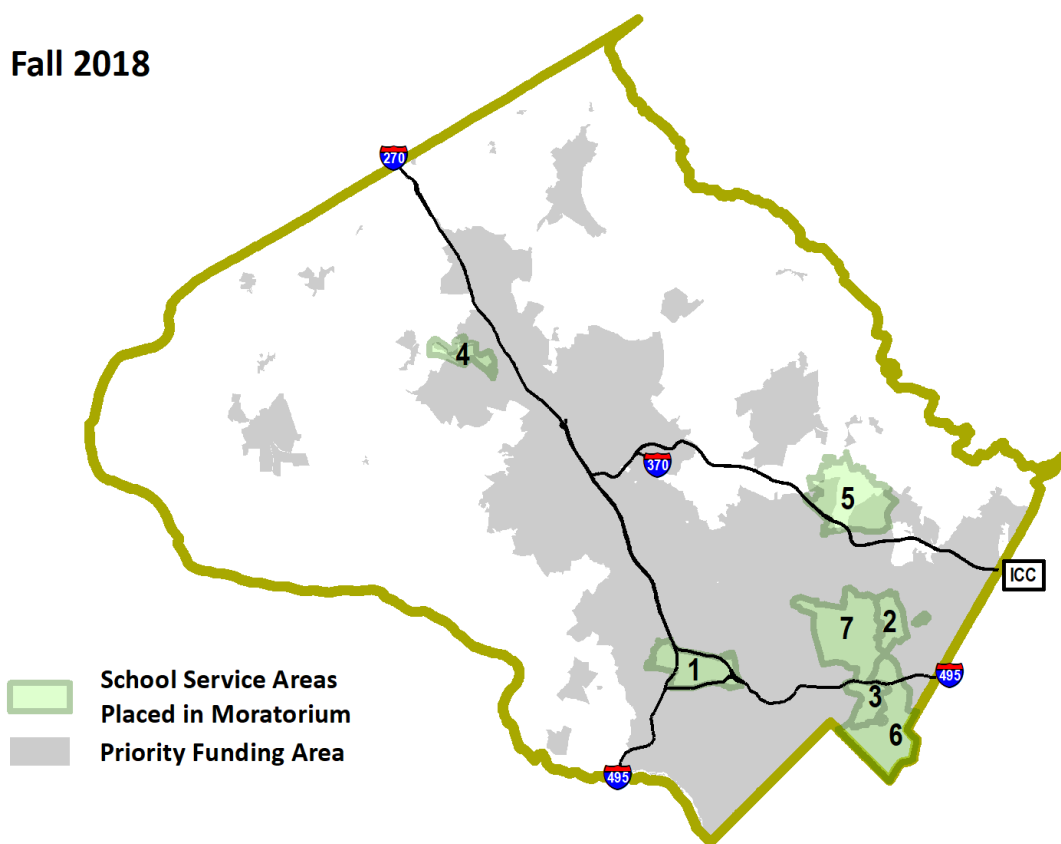 Fall 2018
270
4
370
5
ICC
7
2
1
495
3
6
495
School Service Areas
Placed in Moratorium
Priority Funding Area